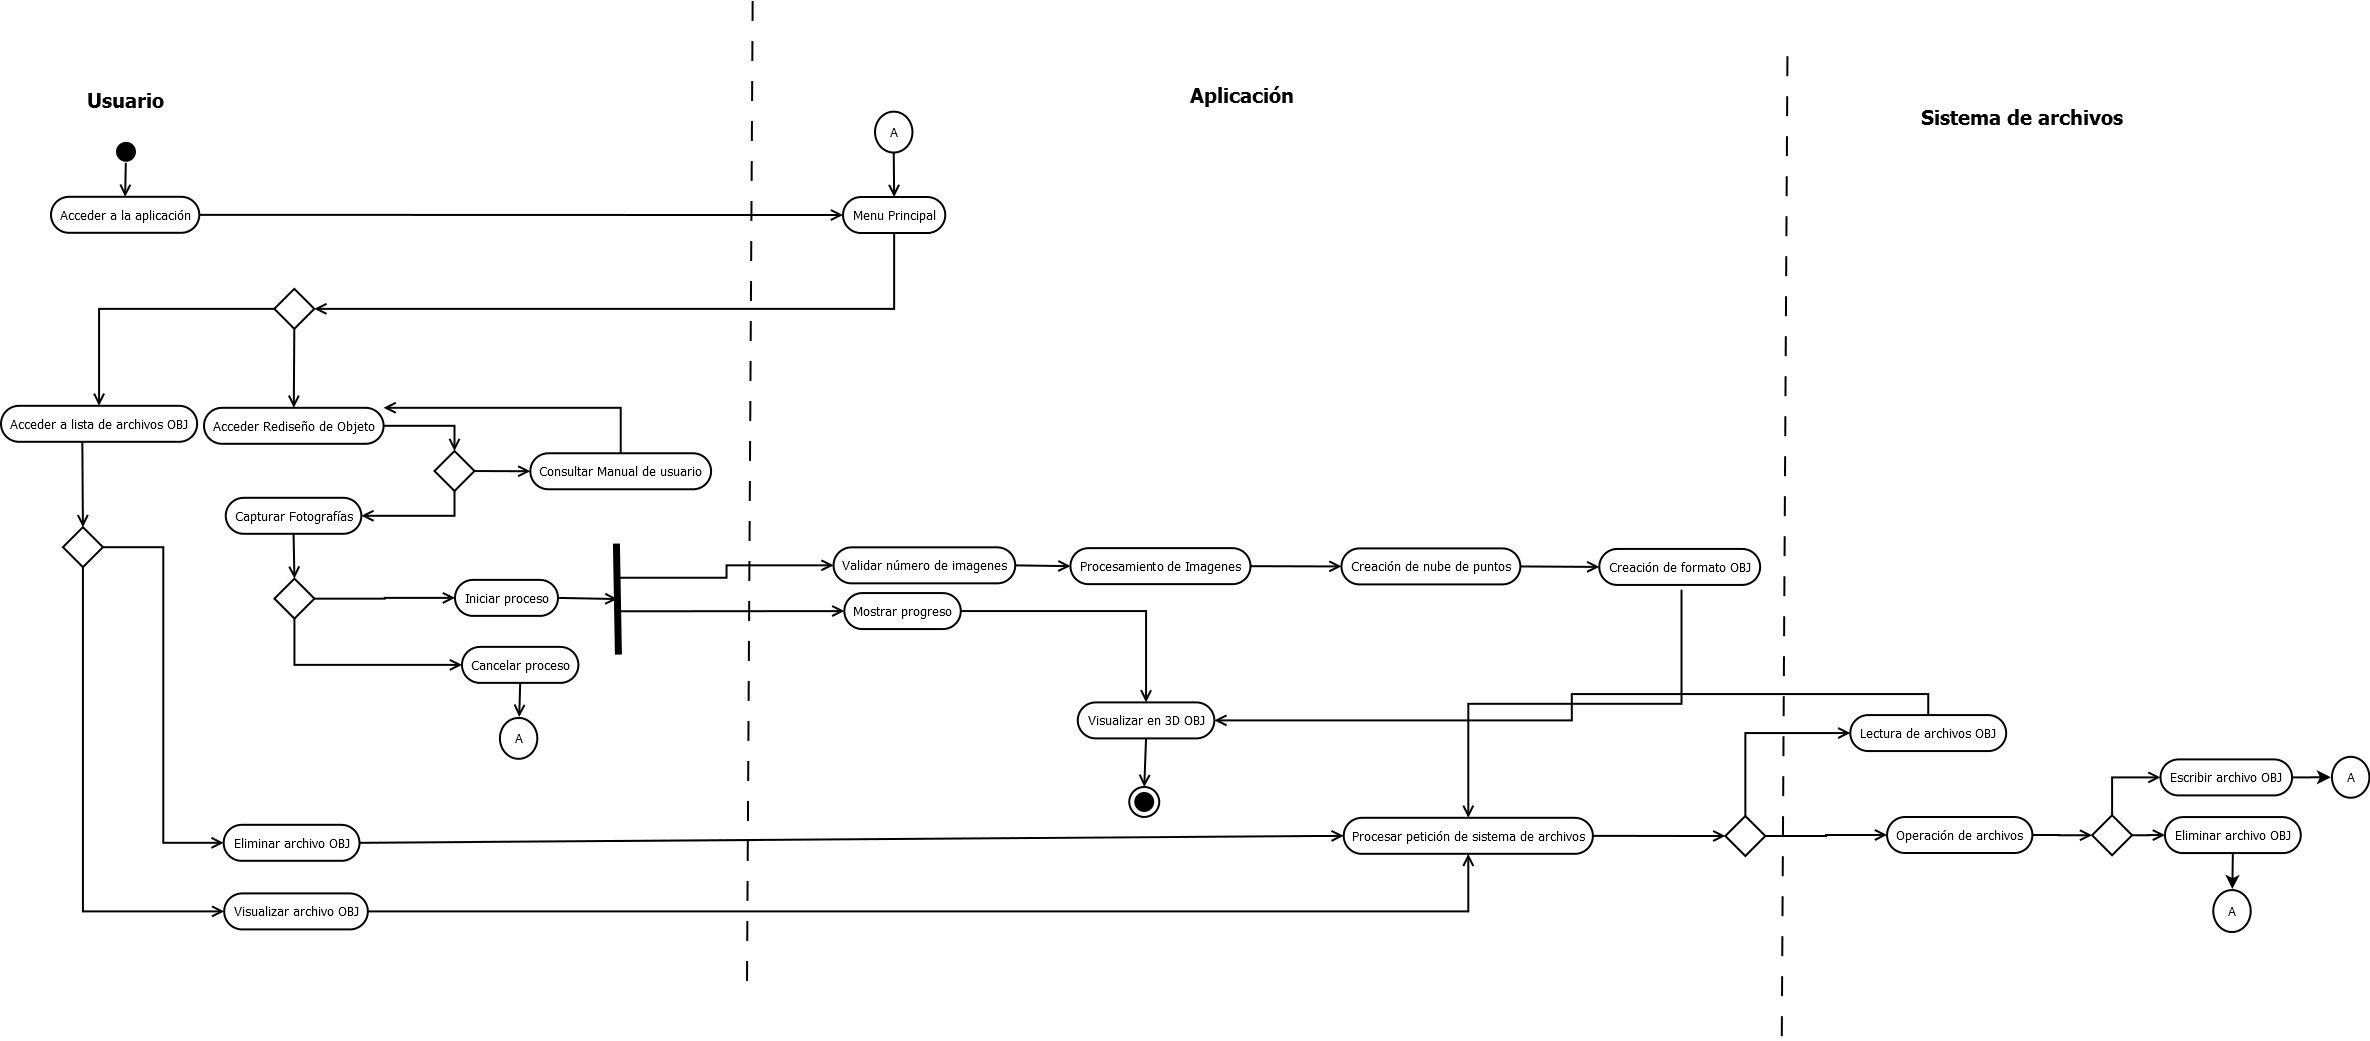 Usuario
Aplicación
Sistema de archivos
A
Acceder a la aplicación
Menu Principal
Acceder a lista de archivos OBJ
Acceder Rediseño de Objeto
Consultar Manual de usuario
Capturar Fotografías
Validar número de imagenes
Procesamiento de Imagenes
Creación de nube de puntos
Creación de formato OBJ
Iniciar proceso
Mostrar progreso
Cancelar proceso
A
Visualizar en 3D OBJ
Lectura de archivos OBJ
Escribir archivo OBJ
A
Eliminar archivo OBJ
Procesar petición de sistema de archivos
Operación de archivos
Eliminar archivo OBJ
Visualizar archivo OBJ
A